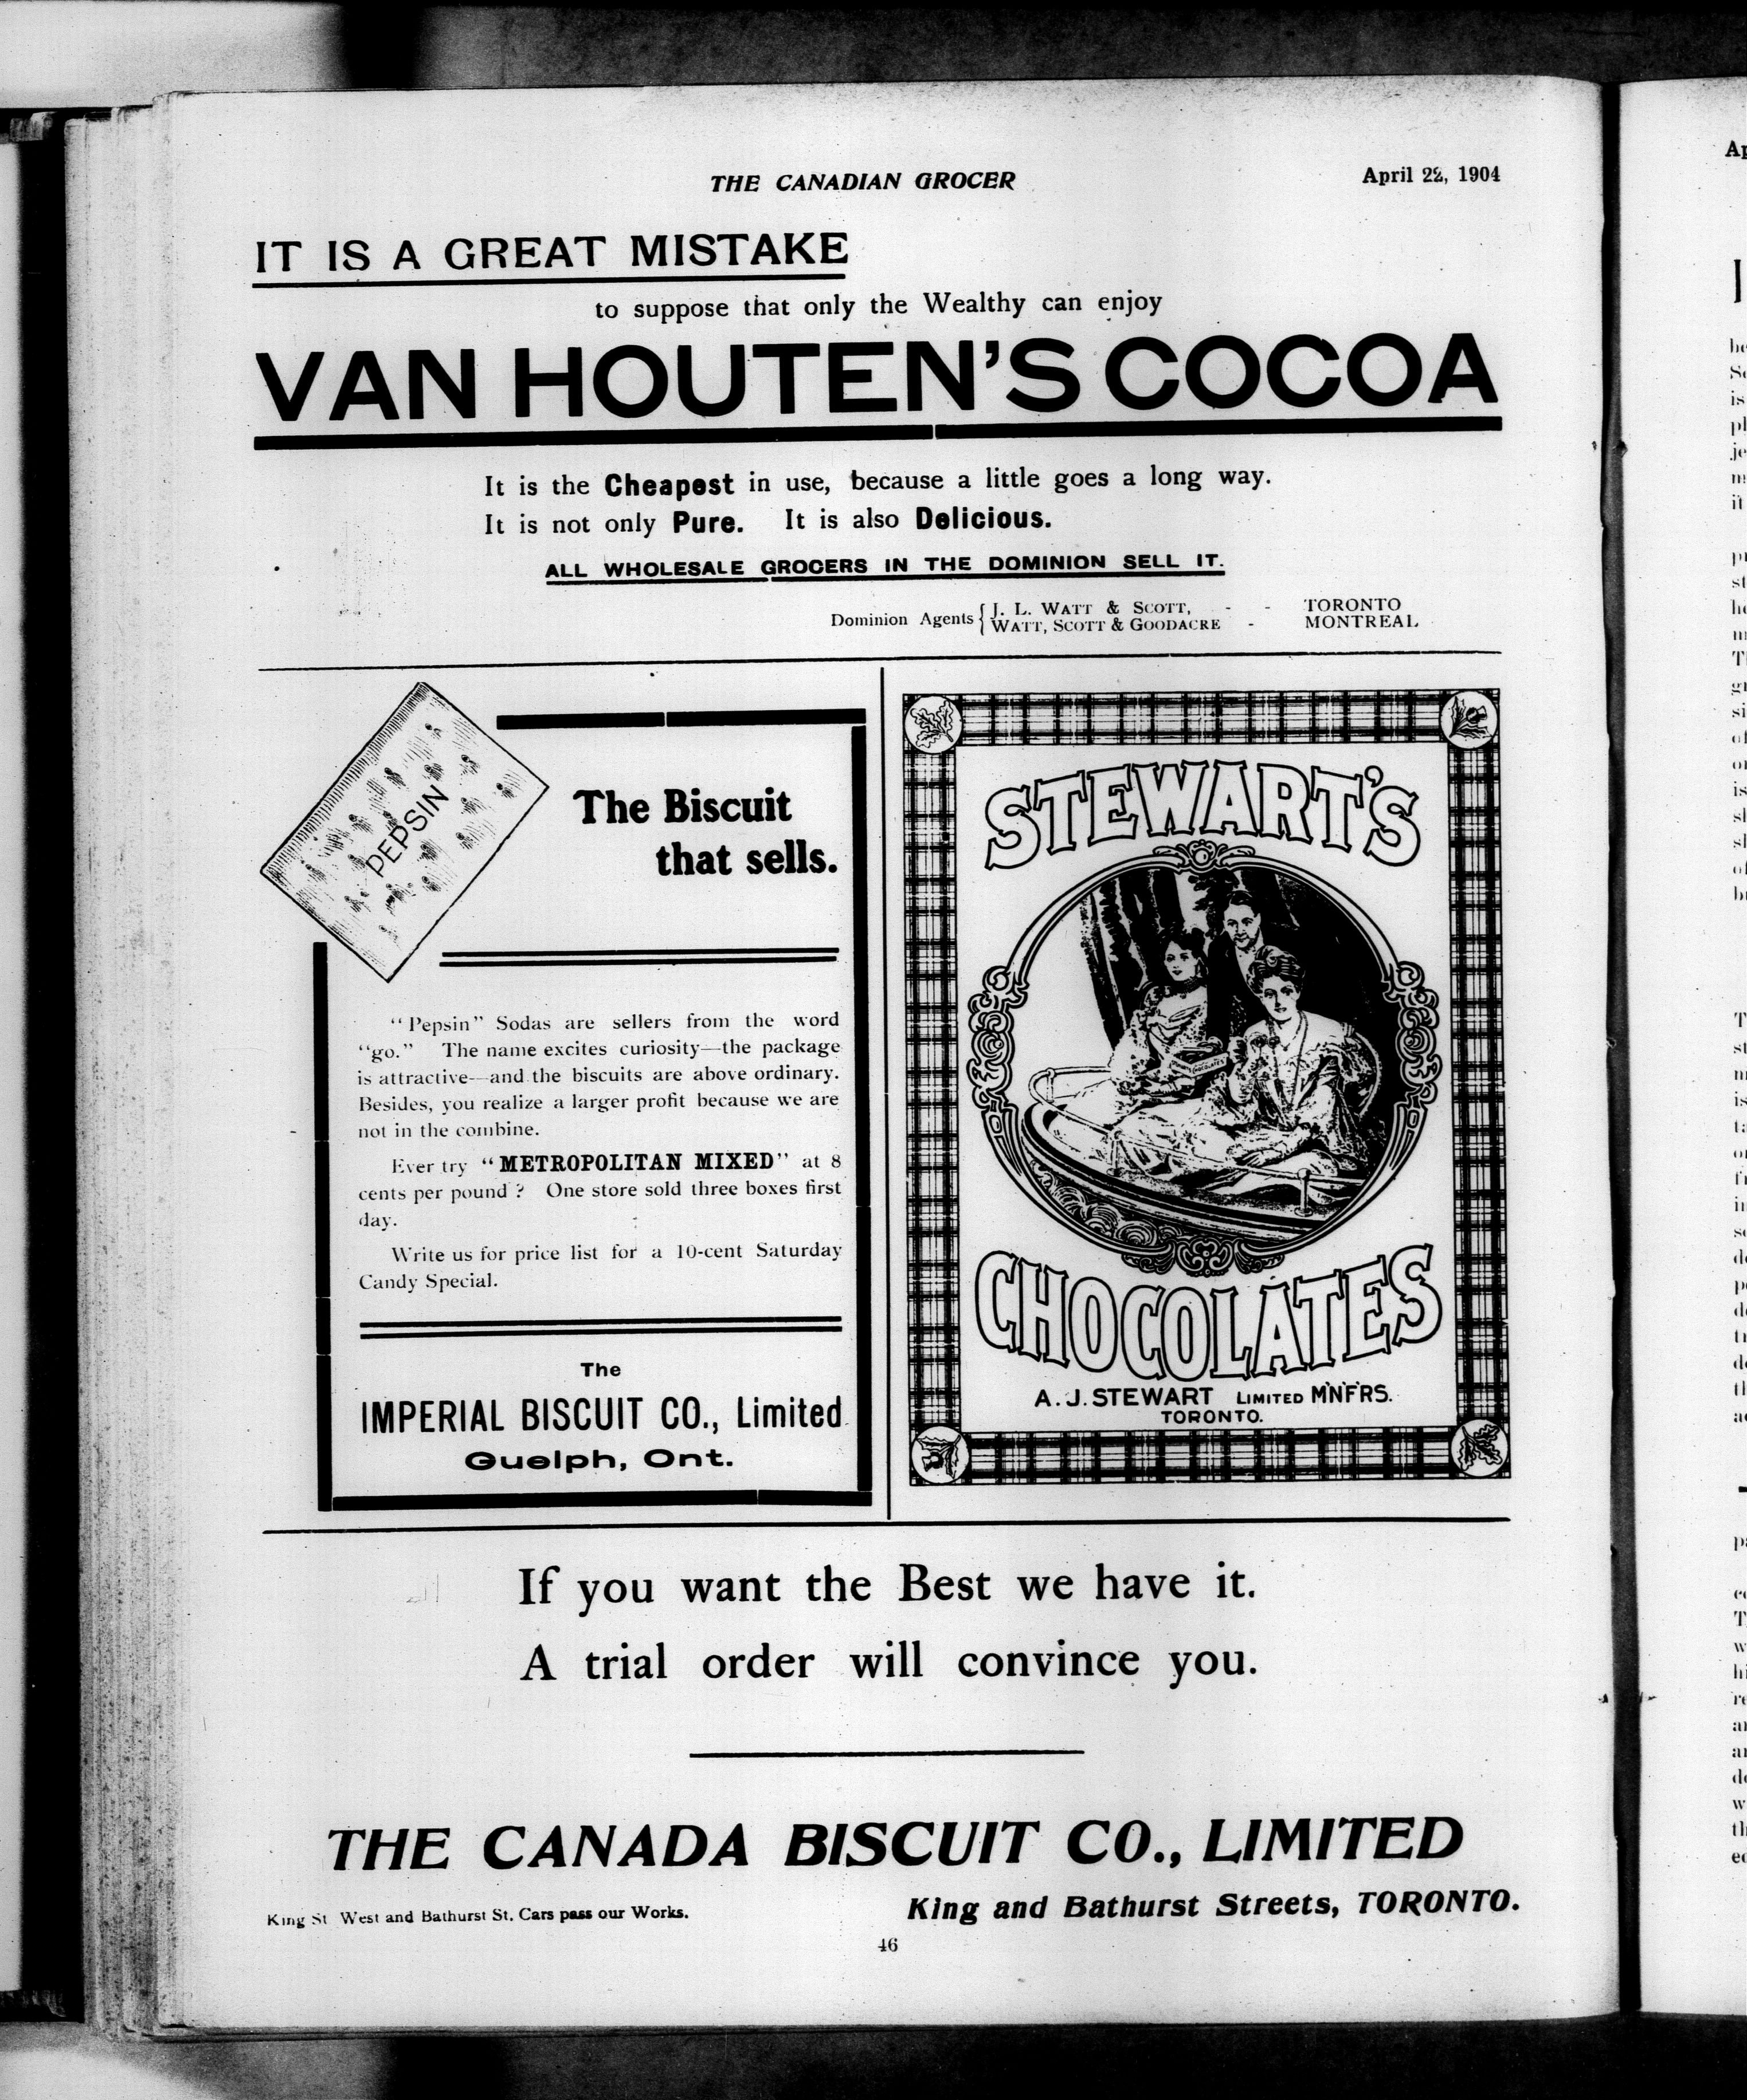 THE CANADIAN GROCER
April 22, 1904
IT IS A GREAT MISTAKE
to suppose that only the Wealthy can enjoy
VAN HOUTEN'S COCOA
It is the Cheapest in use, because a little goes a long way.
It is not only Pure. It is also Delicious.
ALL WHOLESALE GROCERS IN THE DOMINION SELL IT.
Dominion Agents { J. L. WATT & SCOTT, - - TORONTO
WATT, SCOTT & GOODACRE - MONTREAL
PEPSIN
The Biscuit
that sells.
"Pepsin" Sodas are sellers from the word
"go." The name excites curiosity—the package
is attractive—and the biscuits are above ordinary.
Besides, you realize a larger profit because we are
not in the combine.
Ever try "METROPOLITAN MIXED" at 8
cents per pound? One store sold three boxes first
day.
Write us for price list for a 10-cent Saturday
Candy Special.
The
IMPERIAL BISCUIT CO., Limited
Guelph, Ont.
STEWART'S
CHOCOLATES
A. J. STEWART LIMITED M'N'F'RS.
TORONTO.
If you want the Best we have it.
A trial order will convince you.
THE CANADA BISCUIT CO., LIMITED
King St West and Bathurst St. Cars pass our Works.
King and Bathurst Streets, TORONTO.
46